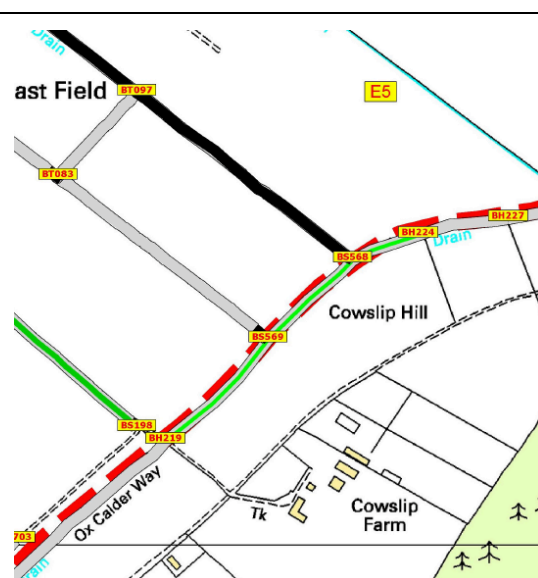 Drain
BT097
ast Field
E5
BT083
BH227
BH224
Drain
BS568
Cowslip Hill
BS569
BS198
BH219
Ox Calder Way
Tk
Cowslip
Farm
703
rain